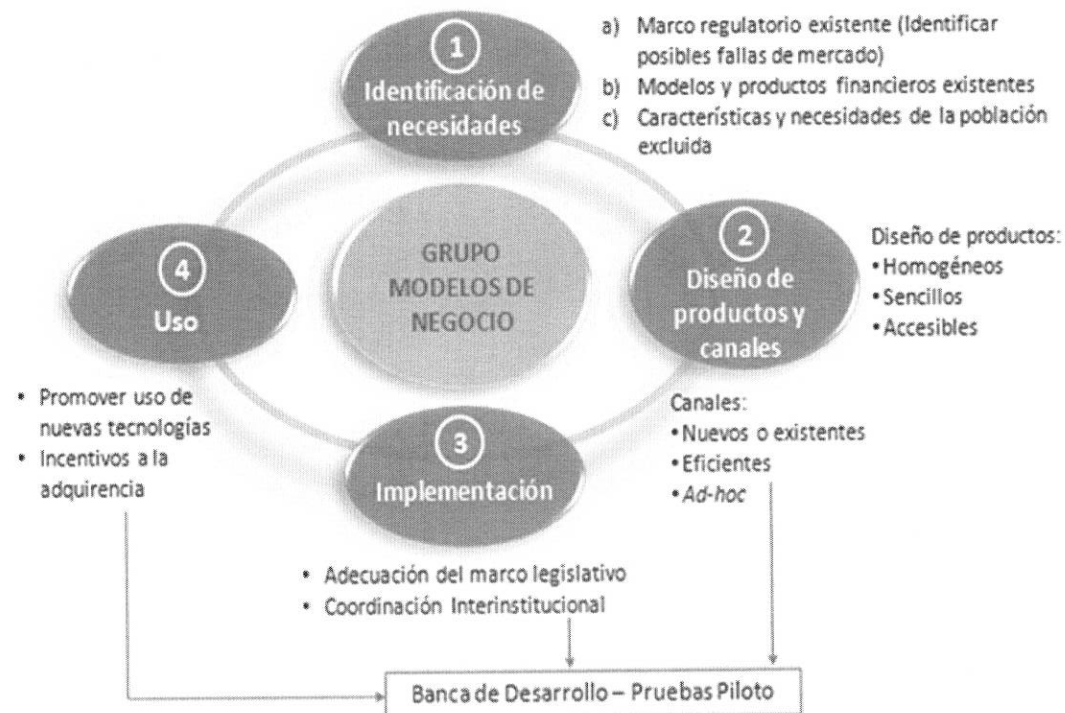 1
Identificación de
necesidades
a) Marco regulatorio existente (Identificar
posibles fallas de mercado)
b) Modelos y productos financieros existentes
c) Características y necesidades de la población
excluida
2
Diseño de
productos y
canales
Diseño de productos:
•Homogéneos
•Sencillos
•Accesibles
Canales:
•Nuevos o existentes
•Eficientes
•Ad-hoc
GRUPO
MODELOS DE
NEGOCIO
4
Uso
• Promover uso de
nuevas tecnologías
• Incentivos a la
adquirencia
3
Implementación
• Adecuación del marco legislativo
• Coordinación Interinstitucional
Banca de Desarrollo – Pruebas Piloto